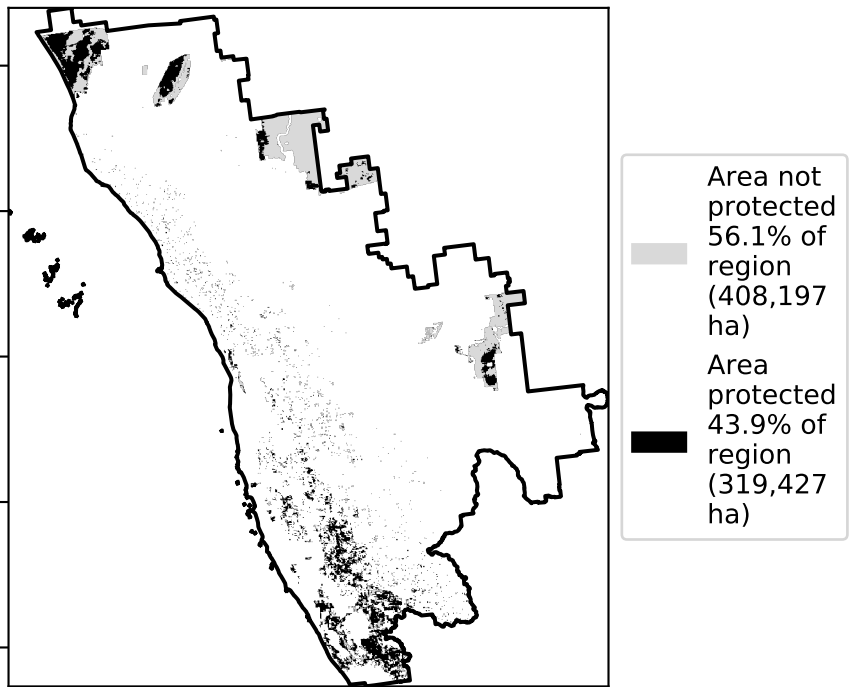 Area not
protected
56.1% of
region
(408,197
ha)
Area
protected
43.9% of
region
(319,427
ha)